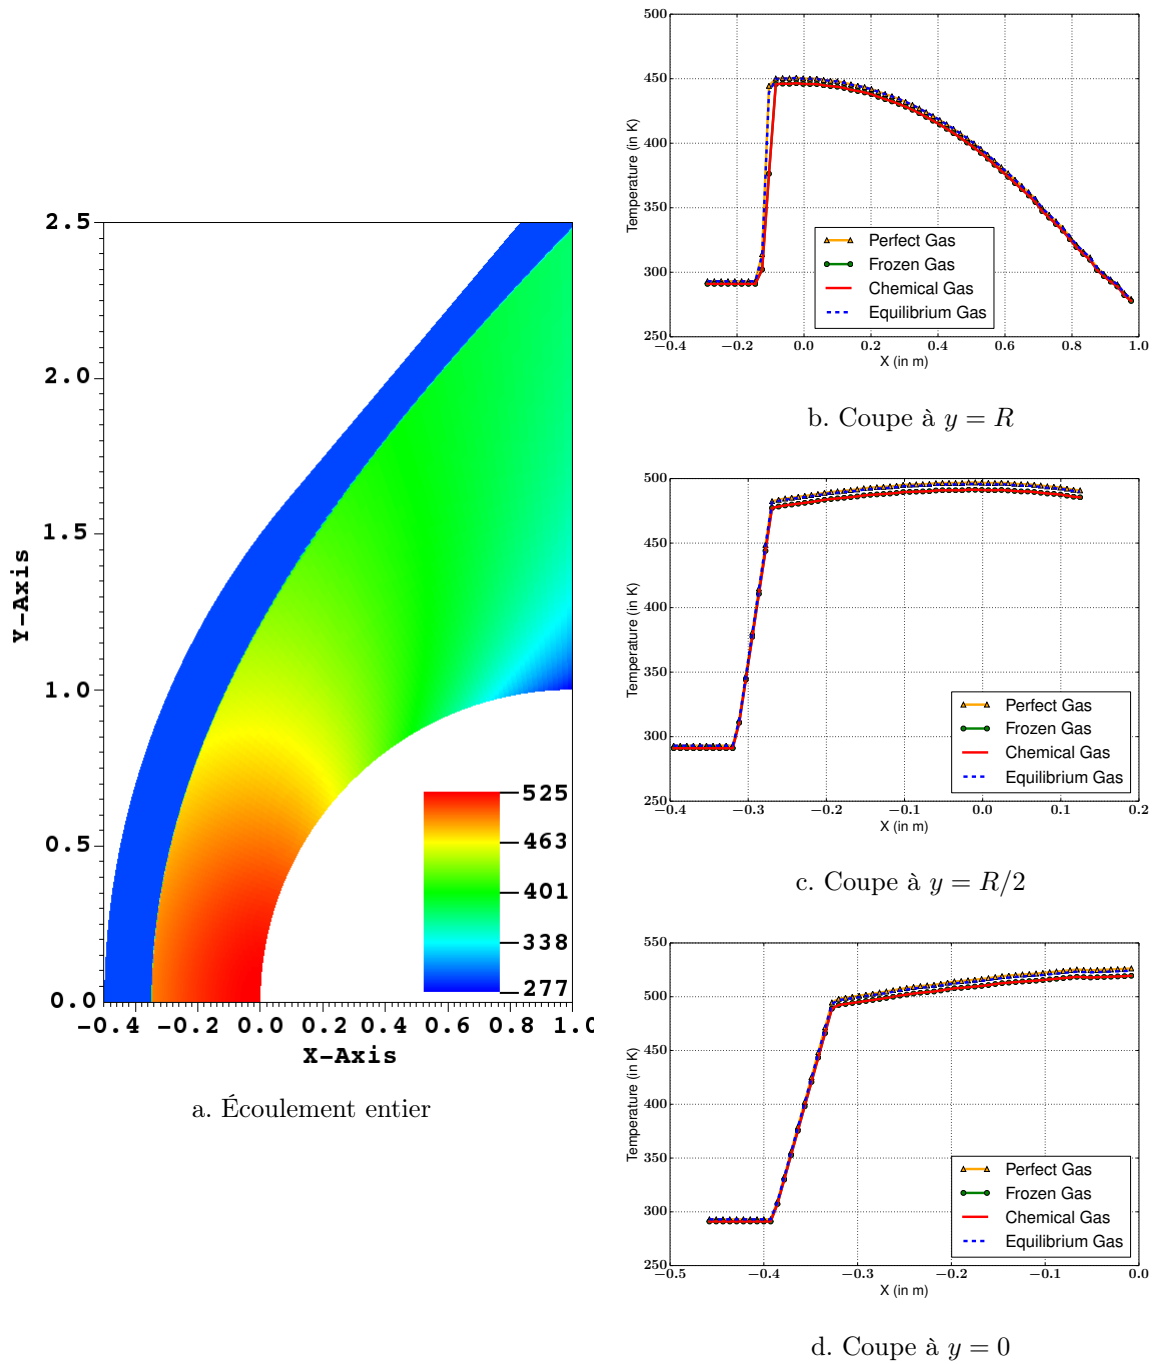 2.5
2.0
1.5
1.0
0.5
0.0
Y-Axis
-0.4 -0.2 0.0 0.2 0.4 0.6 0.8 1.0
X-Axis
525
463
401
338
277
a. Écoulement entier
500
450
400
350
300
250
Temperature (in K)
−0.4 −0.2 0.0 0.2 0.4 0.6 0.8 1.0
X (in m)
Perfect Gas
Frozen Gas
Chemical Gas
Equilibrium Gas
b. Coupe à y = R
500
450
400
350
300
250
Temperature (in K)
−0.4 −0.3 −0.2 −0.1 0.0 0.1 0.2
X (in m)
Perfect Gas
Frozen Gas
Chemical Gas
Equilibrium Gas
c. Coupe à y = R/2
550
500
450
400
350
300
250
Temperature (in K)
−0.5 −0.4 −0.3 −0.2 −0.1 0.0
X (in m)
Perfect Gas
Frozen Gas
Chemical Gas
Equilibrium Gas
d. Coupe à y = 0